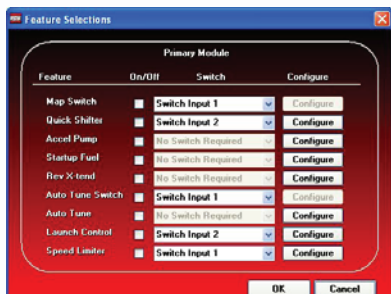 Feature Selections
Primary Module
Feature On/Off Switch Configure
Map Switch Switch Input 1 Configure
Quick Shifter Switch Input 2 Configure
Accel Pump No Switch Required Configure
Startup Fuel No Switch Required Configure
Rev X-tend No Switch Required Configure
Auto Tune Switch Switch Input 1 Configure
Auto Tune No Switch Required Configure
Launch Control Switch Input 2 Configure
Speed Limiter Switch Input 1 Configure
OK Cancel